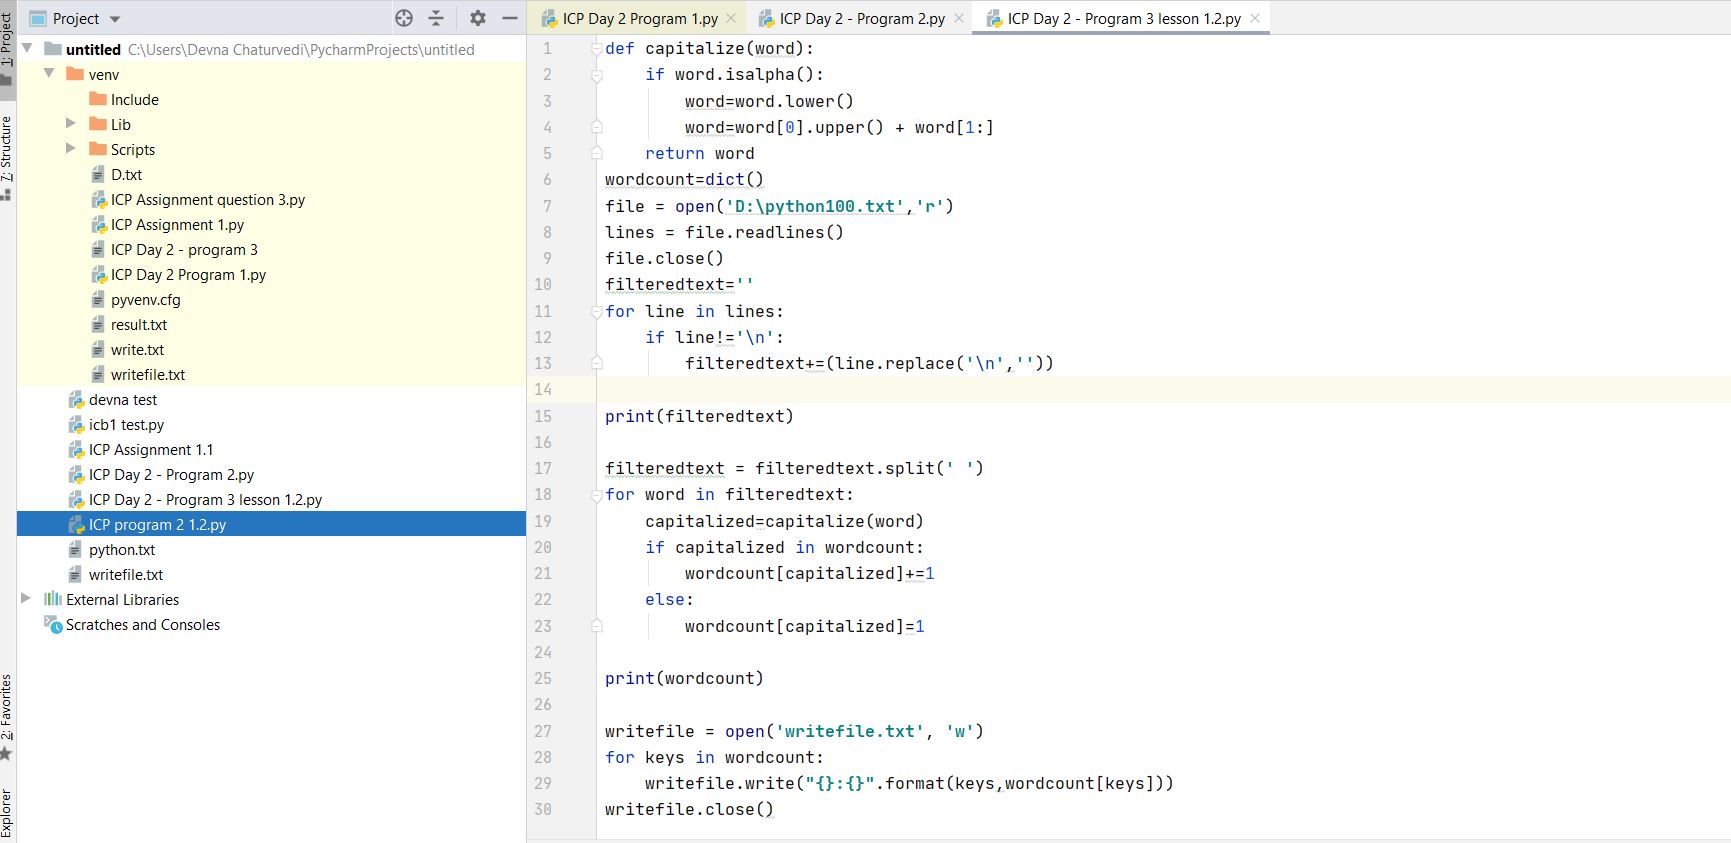 Project
ICP Day 2 Program 1.py
ICP Day 2 - Program 2.py
ICP Day 2 - Program 3 lesson 1.2.py
1: Project
7: Structure
2: Favorites
Explorer
untitled C:\Users\Devna Chaturvedi\PycharmProjects\untitled
venv
Include
Lib
Scripts
D.txt
ICP Assignment question 3.py
ICP Assignment 1.py
ICP Day 2 - program 3
ICP Day 2 Program 1.py
pyvenv.cfg
result.txt
write.txt
writefile.txt
devna test
icb1 test.py
ICP Assignment 1.1
ICP Day 2 - Program 2.py
ICP Day 2 - Program 3 lesson 1.2.py
ICP program 2 1.2.py
python.txt
writefile.txt
External Libraries
Scratches and Consoles
1 def capitalize(word):
2     if word.isalpha():
3         word=word.lower()
4         word=word[0].upper() + word[1:]
5     return word
6 wordcount=dict()
7 file = open('D:\python100.txt','r')
8 lines = file.readlines()
9 file.close()
10 filteredtext=''
11 for line in lines:
12     if line!='\n':
13         filteredtext+=(line.replace('\n',''))
14
15 print(filteredtext)
16
17 filteredtext = filteredtext.split(' ')
18 for word in filteredtext:
19     capitalized=capitalize(word)
20     if capitalized in wordcount:
21         wordcount[capitalized]+=1
22     else:
23         wordcount[capitalized]=1
24
25 print(wordcount)
26
27 writefile = open('writefile.txt', 'w')
28 for keys in wordcount:
29     writefile.write("{}:{}".format(keys,wordcount[keys]))
30 writefile.close()